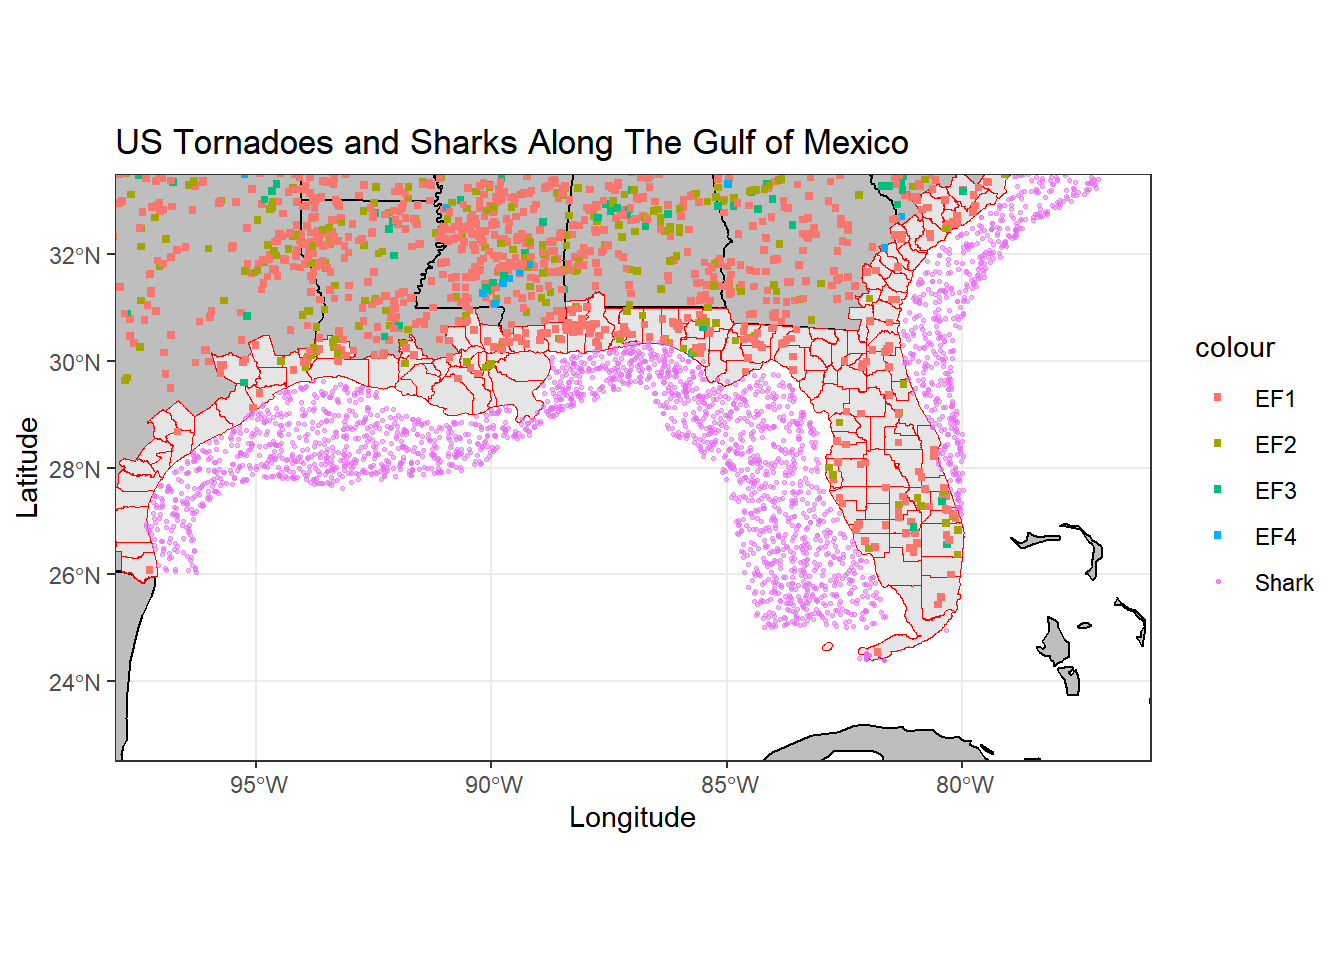 US Tornadoes and Sharks Along The Gulf of Mexico
32°N
30°N
28°N
26°N
24°N
Latitude
95°W
90°W
85°W
80°W
Longitude
colour
EF1
EF2
EF3
EF4
Shark